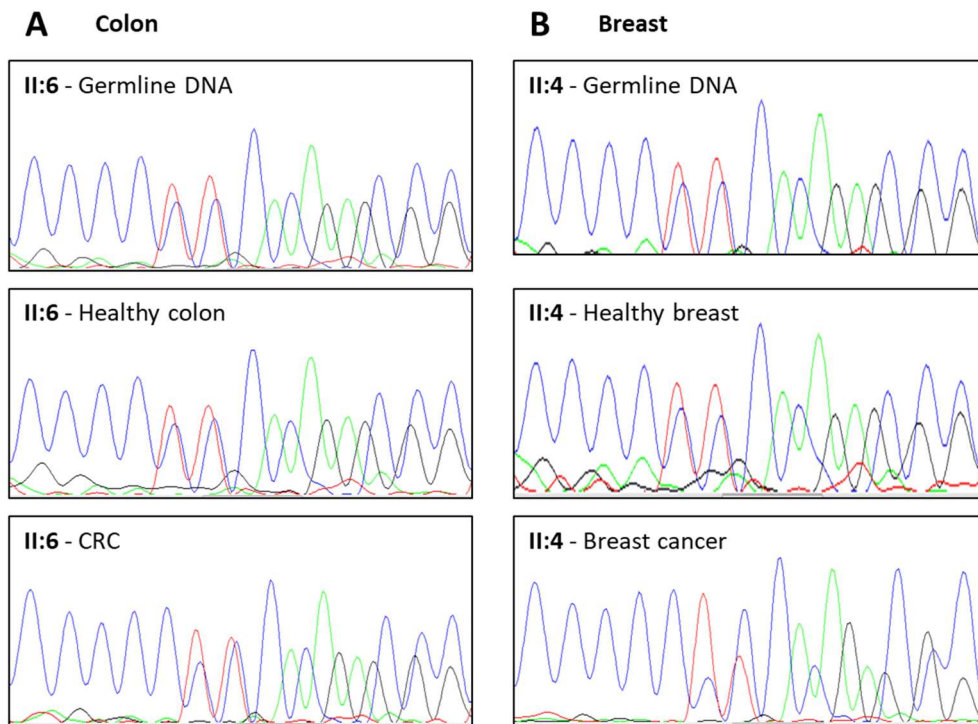 A Colon
B Breast
II:6 - Germline DNA
II:4 - Germline DNA
II:6 - Healthy colon
II:4 - Healthy breast
II:6 - CRC
II:4 - Breast cancer